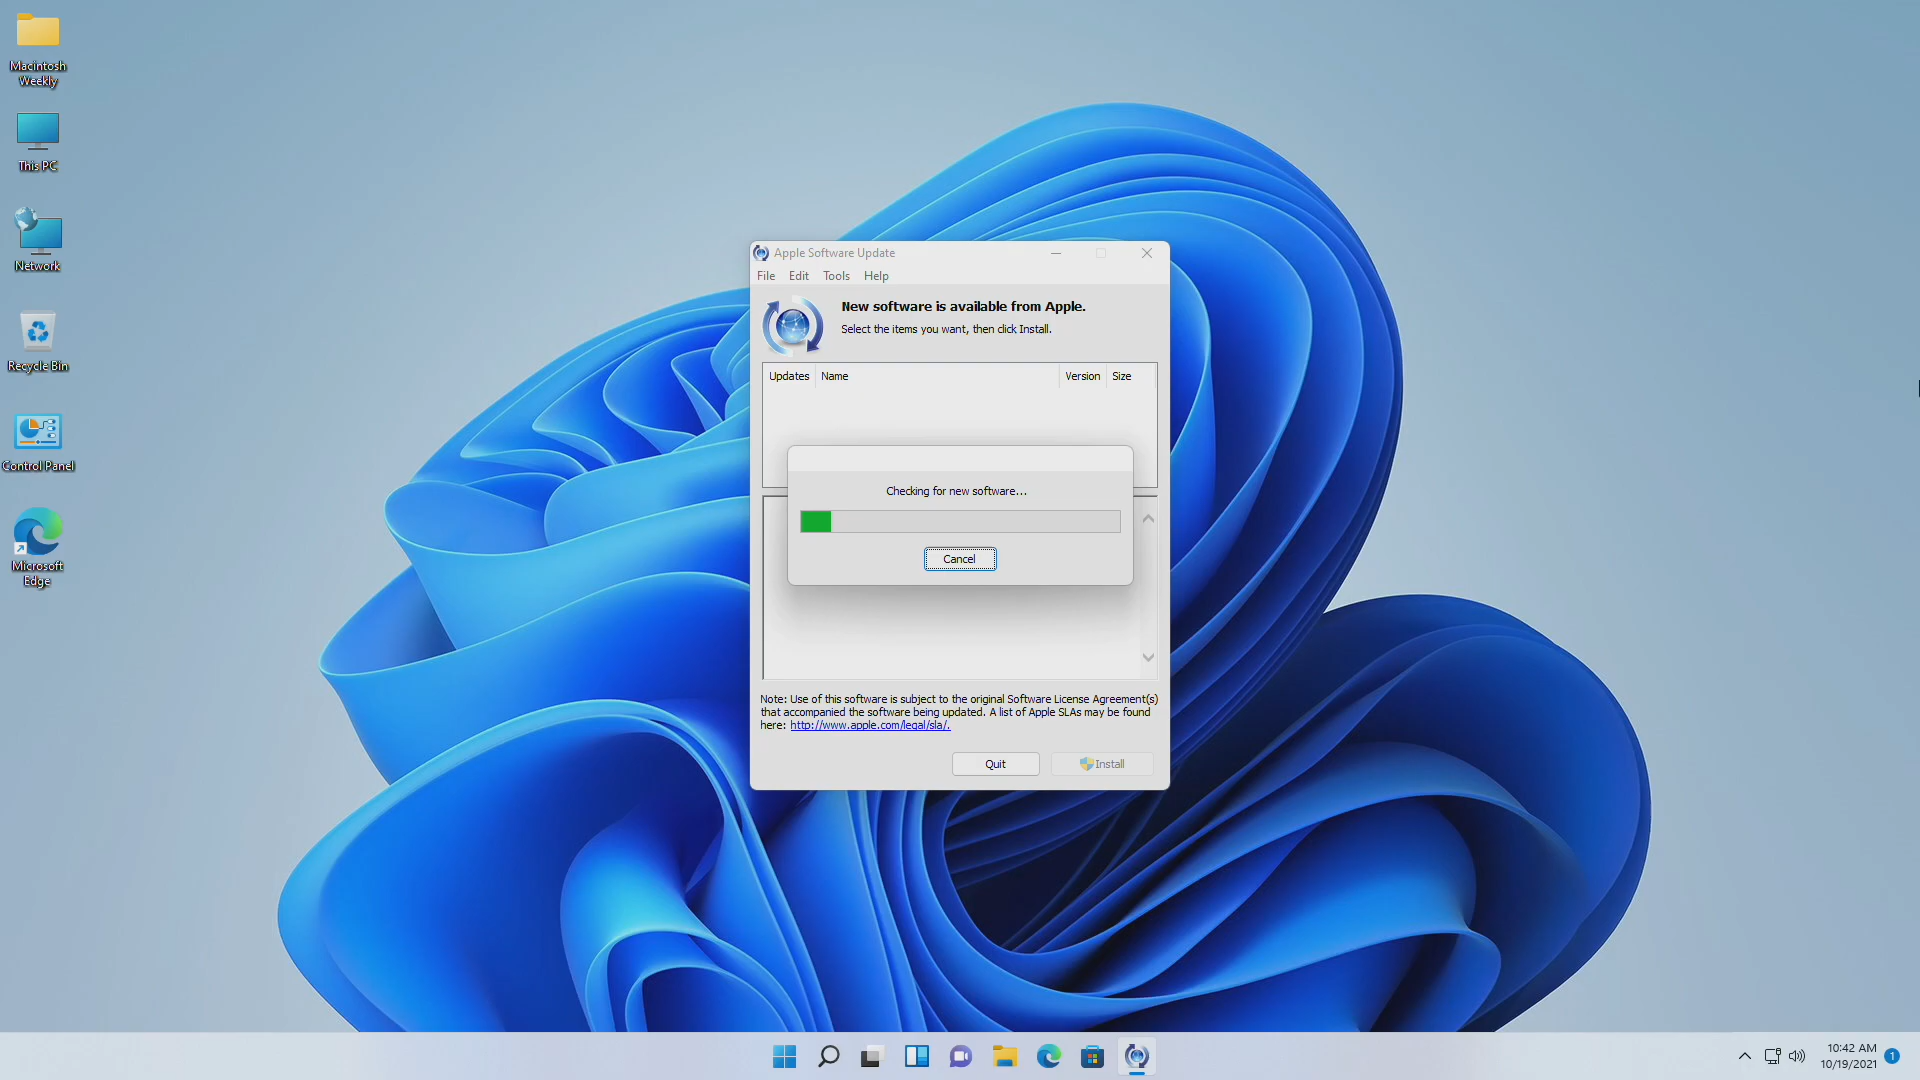 Macintosh
Weekly
This PC
Network
Recycle Bin
Control Panel
Microsoft
Edge
Apple Software Update
File Edit Tools Help
New software is available from Apple.
Select the items you want, then click Install.
Updates Name Version Size
Checking for new software...
Cancel
Note: Use of this software is subject to the original Software License Agreement(s)
that accompanied the software being updated. A list of Apple SLAs may be found
here: http://www.apple.com/legal/sla/.
Quit Install
10:42 AM
10/19/2021
1